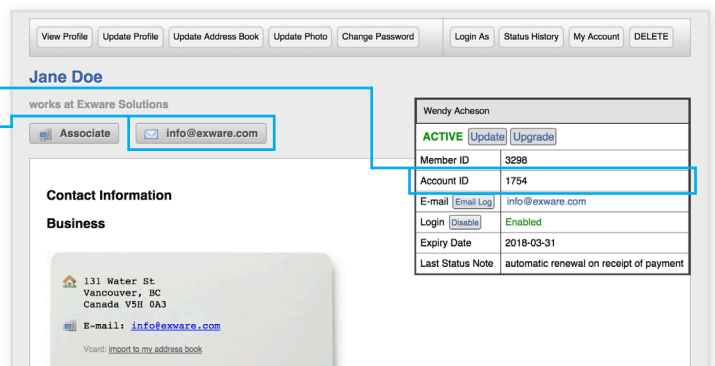 View Profile Update Profile Update Address Book Update Photo Change Password Login As Status History My Account DELETE
Jane Doe
works at Exware Solutions
Associate info@exware.com
Contact Information
Business
131 Water St
Vancouver, BC
Canada V5H 0A3
E-mail: info@exware.com
Vcard: import to my address book
Wendy Acheson
ACTIVE Update Upgrade
Member ID 3298
Account ID 1754
E-mail Email Log info@exware.com
Login Disable Enabled
Expiry Date 2018-03-31
Last Status Note automatic renewal on receipt of payment